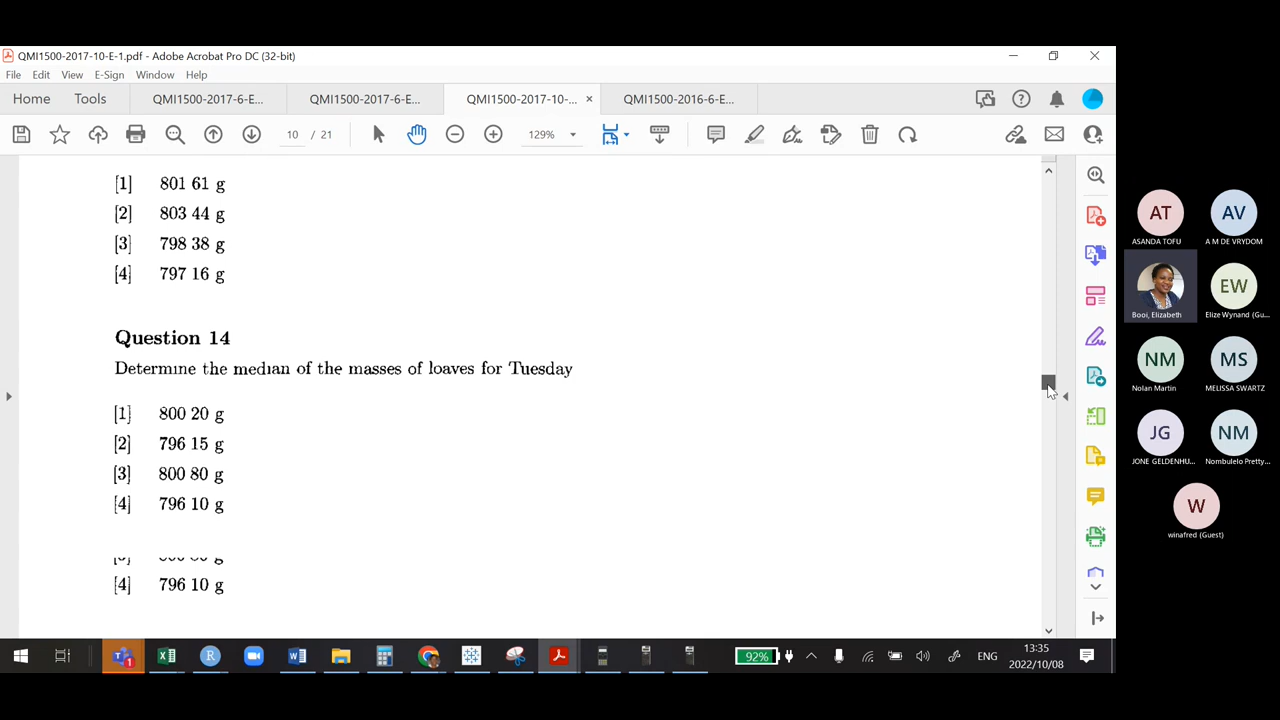 QMI1500-2017-10-E-1.pdf - Adobe Acrobat Pro DC (32-bit)
File Edit View E-Sign Window Help
Home Tools QMI1500-2017-6-E... QMI1500-2017-6-E... QMI1500-2017-10-... × QMI1500-2016-6-E...
10 / 21 129%
[1] 801 61 g
[2] 803 44 g
[3] 798 38 g
[4] 797 16 g
Question 14
Determine the median of the masses of loaves for Tuesday
[1] 800 20 g
[2] 796 15 g
[3] 800 80 g
[4] 796 10 g
[4] 796 10 g
AT AV
ASANDA TOFU A M DE VRYDOM
EW
Booi, Elizabeth Elize Wynand (Gu...
NM MS
Nolan Martin MELISSA SWARTZ
JG NM
JONE GELDENHU... Nombulelo Pretty...
W
winafred (Guest)
92% ENG 13:35
2022/10/08